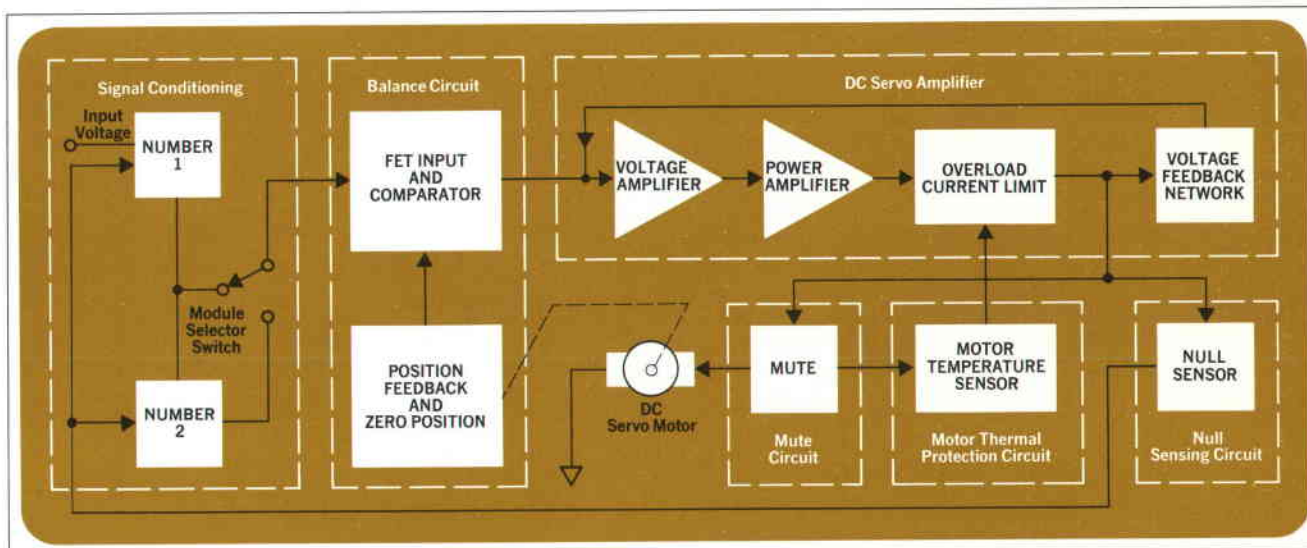 Signal Conditioning
Input
Voltage
NUMBER
1
Module
Selector
Switch
NUMBER
2
Balance Circuit
FET INPUT
AND
COMPARATOR
POSITION
FEEDBACK
AND
ZERO POSITION
DC Servo Amplifier
VOLTAGE
AMPLIFIER
POWER
AMPLIFIER
OVERLOAD
CURRENT LIMIT
VOLTAGE
FEEDBACK
NETWORK
DC
Servo Motor
MUTE
Mute
Circuit
MOTOR
TEMPERATURE
SENSOR
Motor Thermal
Protection Circuit
NULL
SENSOR
Null
Sensing Circuit